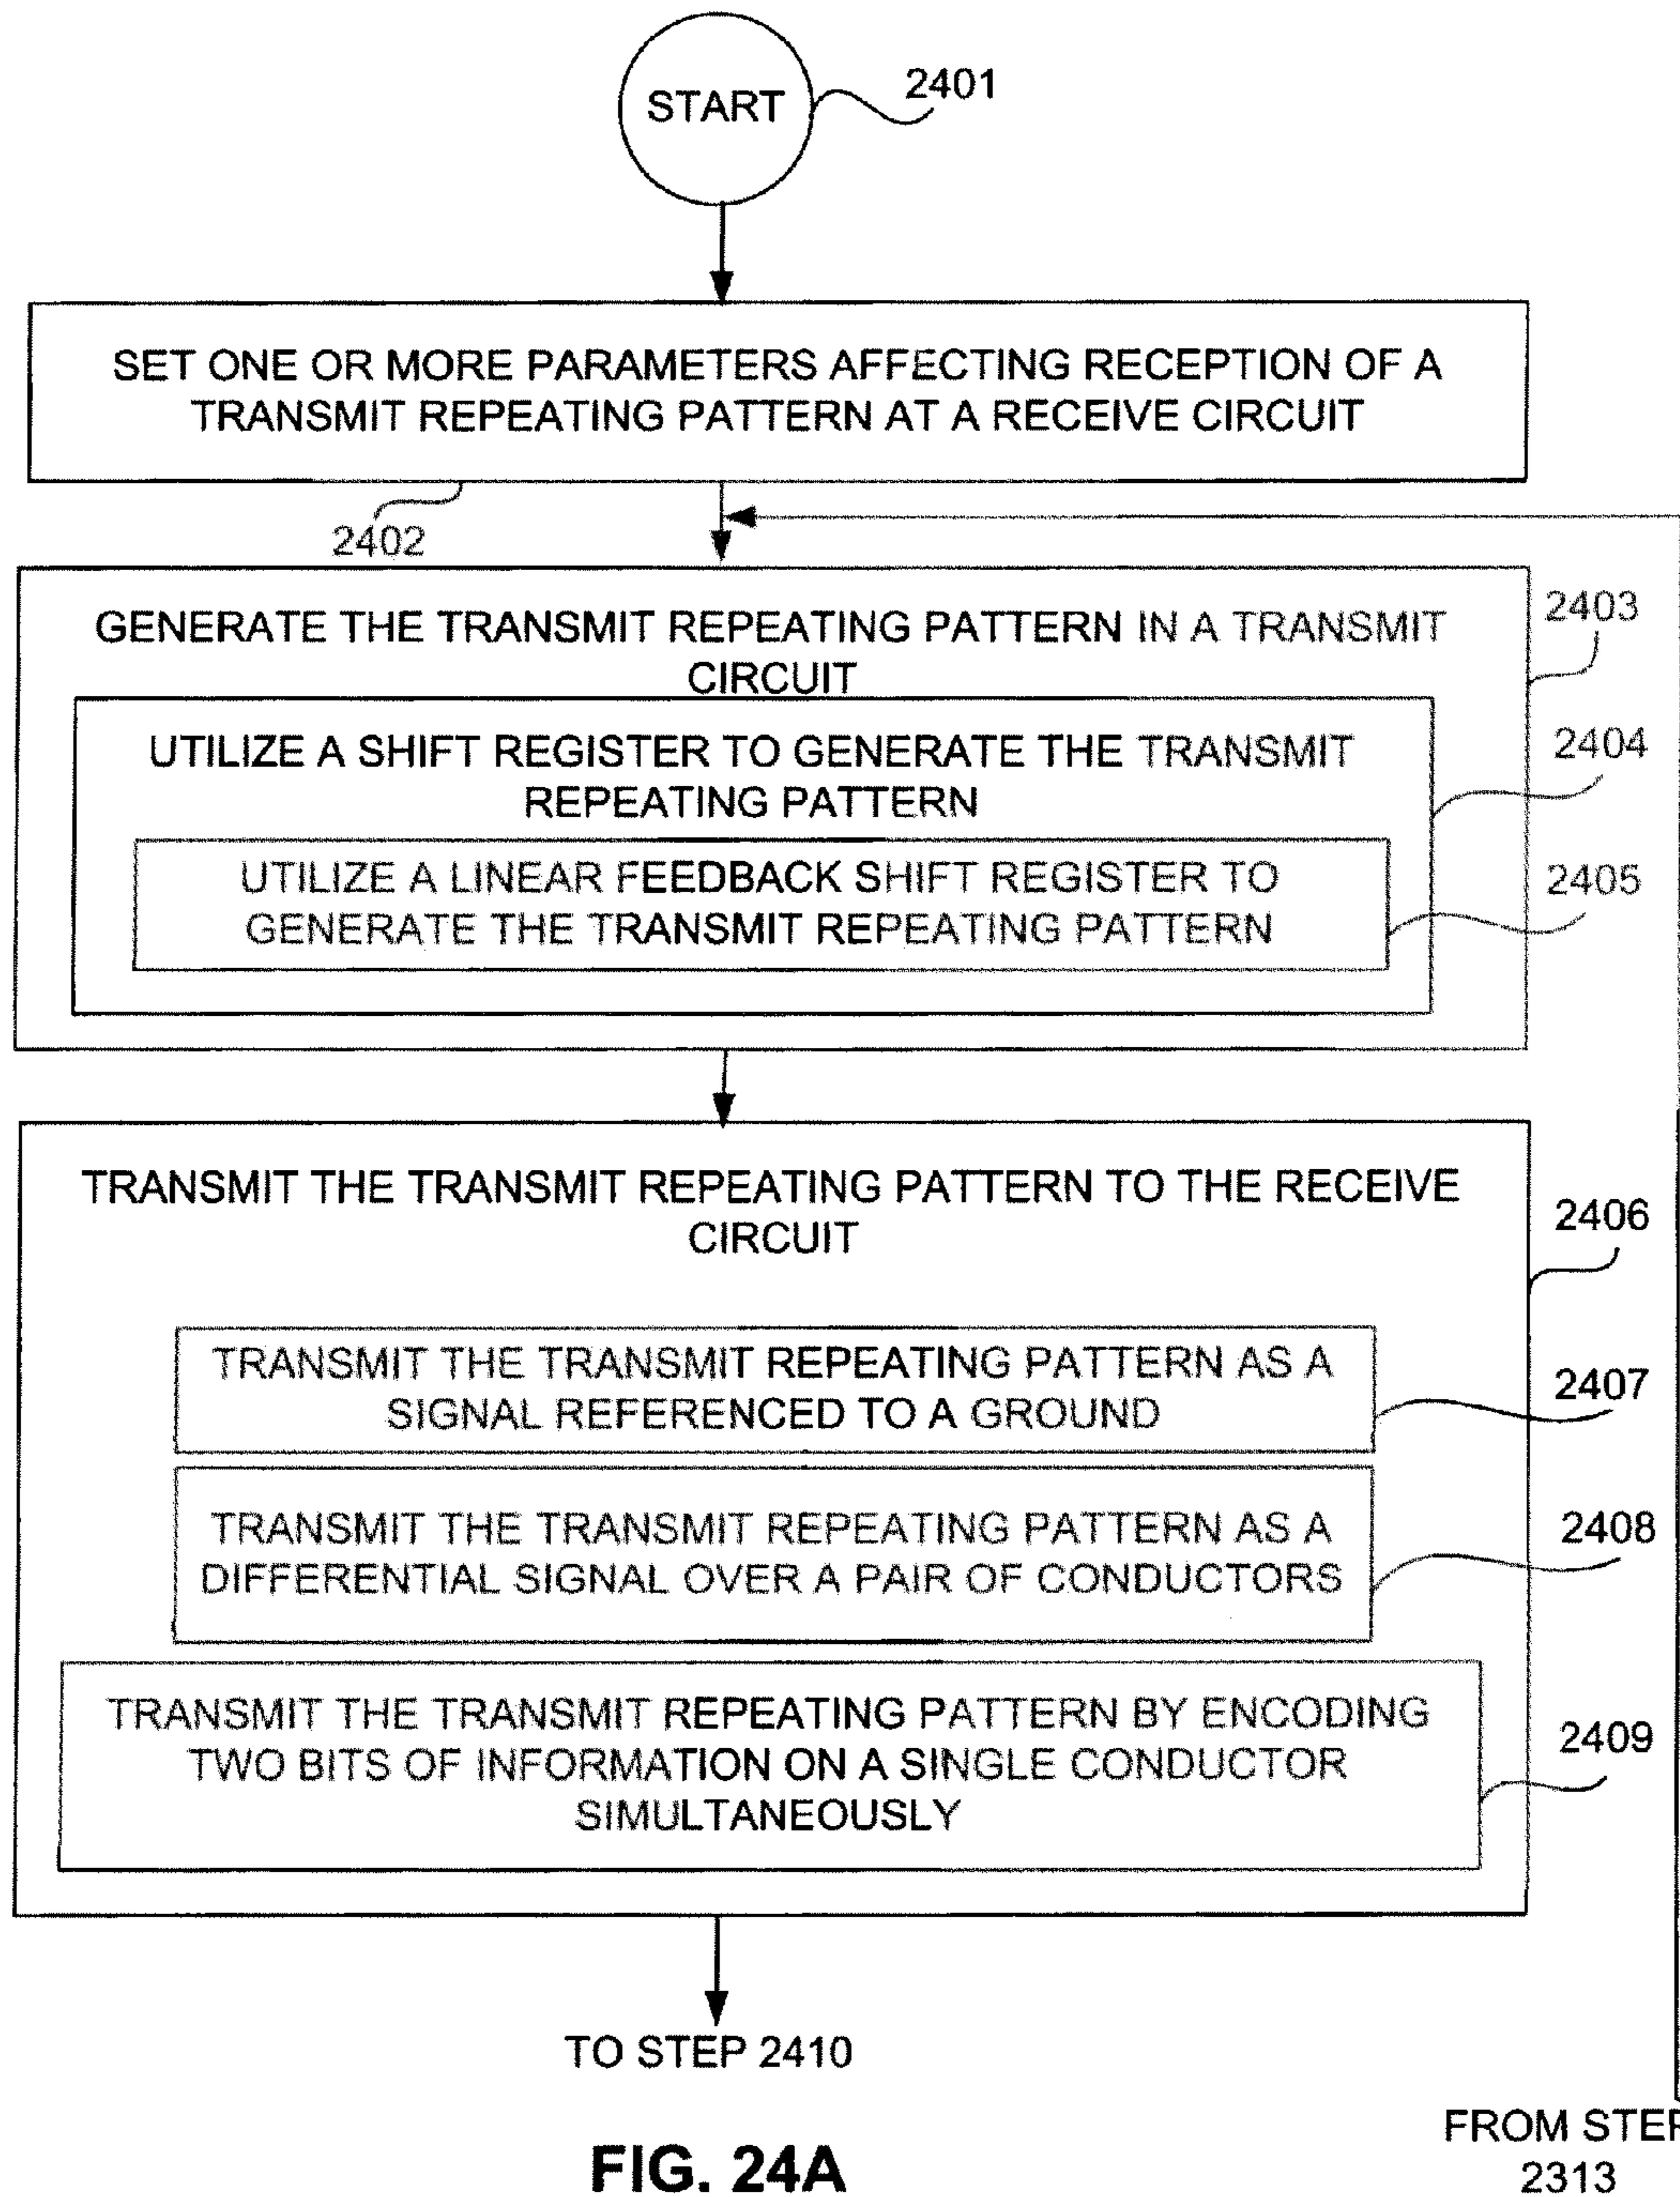 START
2401
SET ONE OR MORE PARAMETERS AFFECTING RECEPTION OF A
TRANSMIT REPEATING PATTERN AT A RECEIVE CIRCUIT
2402
GENERATE THE TRANSMIT REPEATING PATTERN IN A TRANSMIT
CIRCUIT
2403
UTILIZE A SHIFT REGISTER TO GENERATE THE TRANSMIT
REPEATING PATTERN
2404
UTILIZE A LINEAR FEEDBACK SHIFT REGISTER TO
GENERATE THE TRANSMIT REPEATING PATTERN
2405
TRANSMIT THE TRANSMIT REPEATING PATTERN TO THE RECEIVE
CIRCUIT
2406
TRANSMIT THE TRANSMIT REPEATING PATTERN AS A
SIGNAL REFERENCED TO A GROUND
2407
TRANSMIT THE TRANSMIT REPEATING PATTERN AS A
DIFFERENTIAL SIGNAL OVER A PAIR OF CONDUCTORS
2408
TRANSMIT THE TRANSMIT REPEATING PATTERN BY ENCODING
TWO BITS OF INFORMATION ON A SINGLE CONDUCTOR
SIMULTANEOUSLY
2409
TO STEP 2410
FROM STEP
2313
FIG. 24A